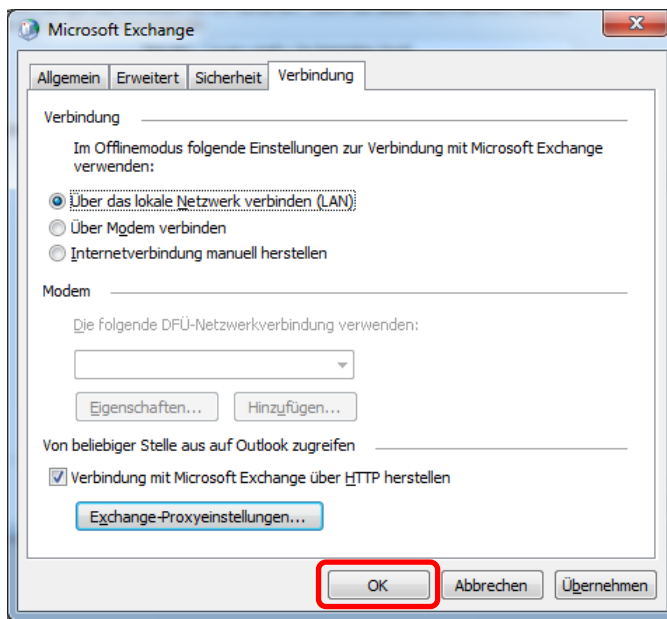 Microsoft Exchange
Allgemein Erweitert Sicherheit Verbindung
Verbindung
Im Offlinemodus folgende Einstellungen zur Verbindung mit Microsoft Exchange
verwenden:
Über das lokale Netzwerk verbinden (LAN)
Über Modem verbinden
Internetverbindung manuell herstellen
Modem
Die folgende DFÜ-Netzwerkverbindung verwenden:
Eigenschaften... Hinzufügen...
Von beliebiger Stelle aus auf Outlook zugreifen
Verbindung mit Microsoft Exchange über HTTP herstellen
Exchange-Proxyeinstellungen...
OK Abbrechen Übernehmen